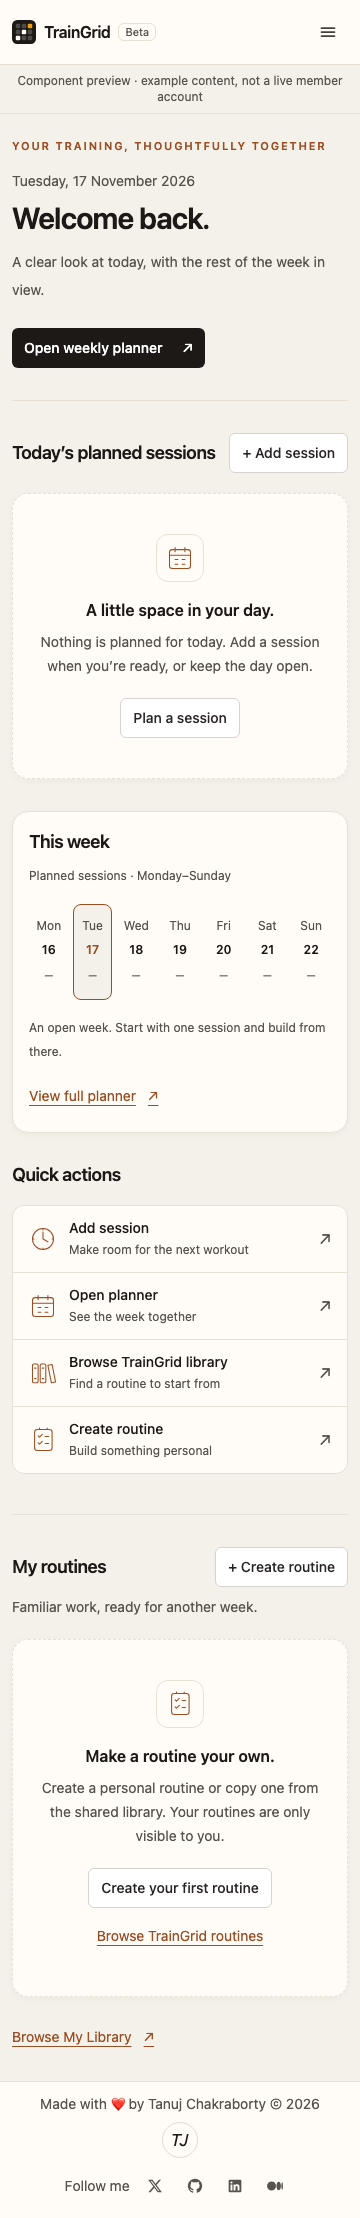 TrainGrid Beta
Component preview · example content, not a live member
account
YOUR TRAINING, THOUGHTFULLY TOGETHER
Tuesday, 17 November 2026
Welcome back.
A clear look at today, with the rest of the week in
view.
Open weekly planner ↗
Today’s planned sessions
+ Add session
A little space in your day.
Nothing is planned for today. Add a session
when you’re ready, or keep the day open.
Plan a session
This week
Planned sessions · Monday–Sunday
Mon Tue Wed Thu Fri Sat Sun
16 17 18 19 20 21 22
– – – – – – –
An open week. Start with one session and build from
there.
View full planner ↗
Quick actions
Add session
Make room for the next workout
Open planner
See the week together
Browse TrainGrid library
Find a routine to start from
Create routine
Build something personal
My routines
+ Create routine
Familiar work, ready for another week.
Make a routine your own.
Create a personal routine or copy one from
the shared library. Your routines are only
visible to you.
Create your first routine
Browse TrainGrid routines
Browse My Library ↗
Made with ❤️ by Tanuj Chakraborty © 2026
TJ
Follow me